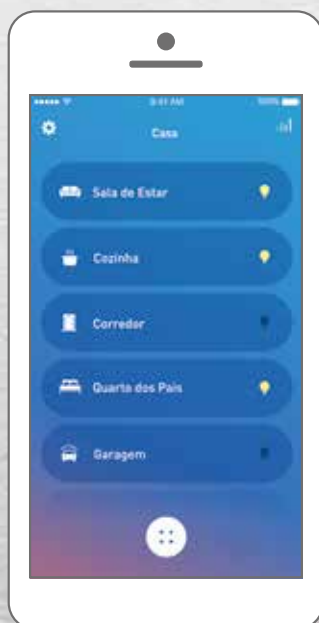 9:41 AM 100%
Casa
Sala de Estar
Cozinha
Corredor
Quarto dos Pais
Garagem